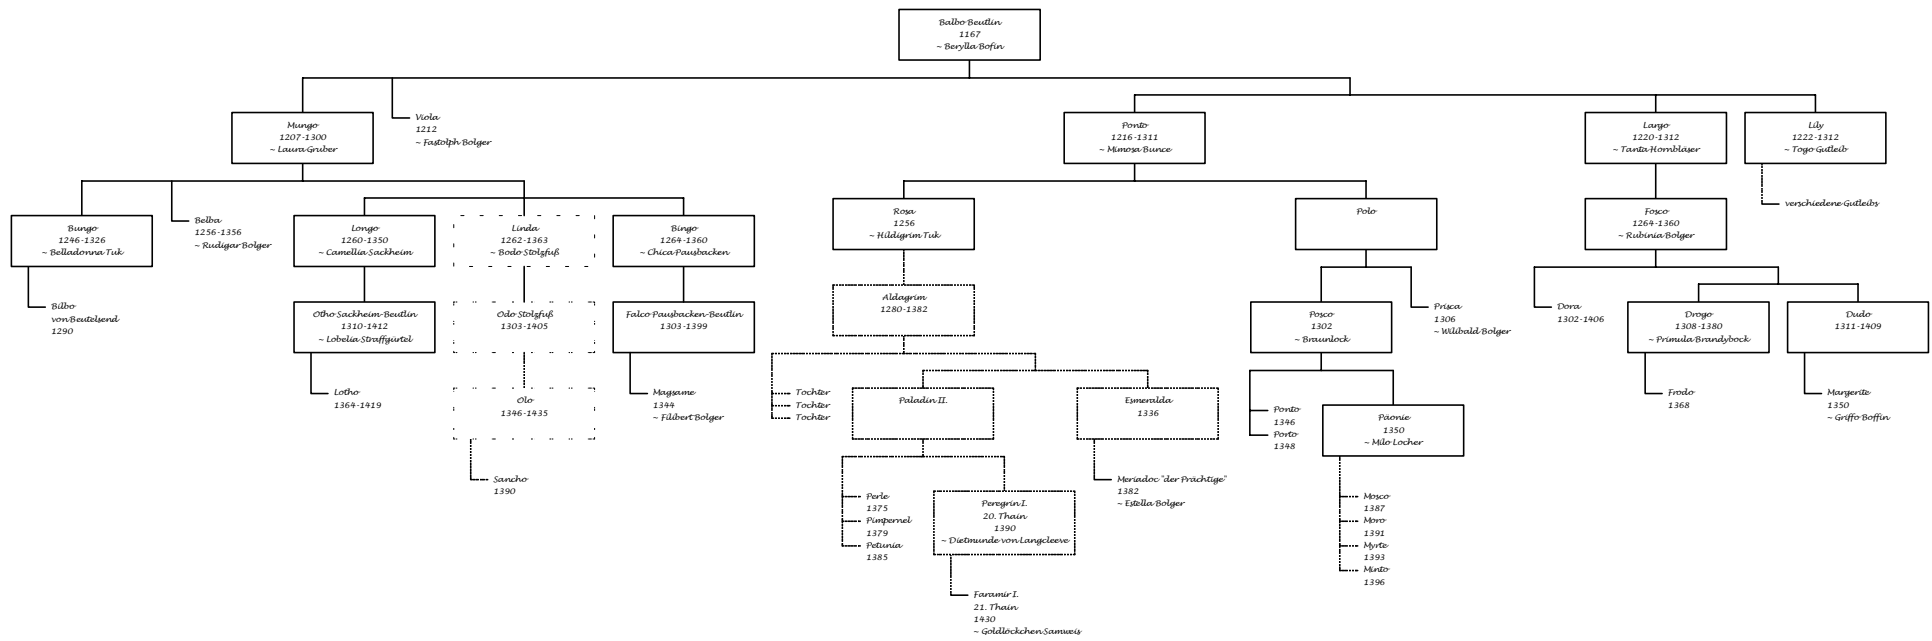 Balbo Beutlin
1167
~ Berylla Bofin
Mungo
1207-1300
~ Laura Gruber
Viola
1212
~ Fastolph Bolger
Ponto
1216-1311
~ Mimosa Bunce
Largo
1220-1312
~ Tanta Hornbläser
Lily
1222-1312
~ Togo Gutleib
Bungo
1246-1326
~ Belladonna Tuk
Belba
1256-1356
~ Rudigar Bolger
Longo
1260-1350
~ Camellia Sackheim
Linda
1262-1363
~ Bodo Stolzfuß
Bingo
1264-1360
~ Chica Pausbacken
Rosa
1256
~ Hildigrim Tuk
Polo
Fosco
1264-1360
~ Rubinia Bolger
verschiedene Gutleibs
Bilbo
von Beutelsend
1290
Otho Sackheim-Beutlin
1310-1412
~ Lobelia Straffgürtel
Odo Stolzfuß
1303-1405
Falco Pausbacken-Beutlin
1303-1399
Aldagrim
1280-1382
Posco
1302
~ Braunlock
Prisca
1306
~ Wilibald Bolger
Dora
1302-1406
Drogo
1308-1380
~ Primula Brandybock
Dudo
1311-1409
Lotho
1364-1419
Olo
1346-1435
Magsame
1344
~ Filibert Bolger
Tochter
Tochter
Tochter
Paladin II.
Esmeralda
1336
Ponto
1346
Porto
1348
Päonie
1350
~ Milo Locher
Frodo
1368
Margerite
1350
~ Griffo Boffin
Sancho
1390
Perle
1375
Pimpernel
1379
Petunia
1385
Peregrin I.
20. Thain
1390
~ Dietmunde von Langcleeve
Meriadoc "der Prächtige"
1382
~ Estella Bolger
Mosco
1387
Moro
1391
Myrte
1393
Minto
1396
Faramir I.
21. Thain
1430
~ Goldlöckchen Samweis